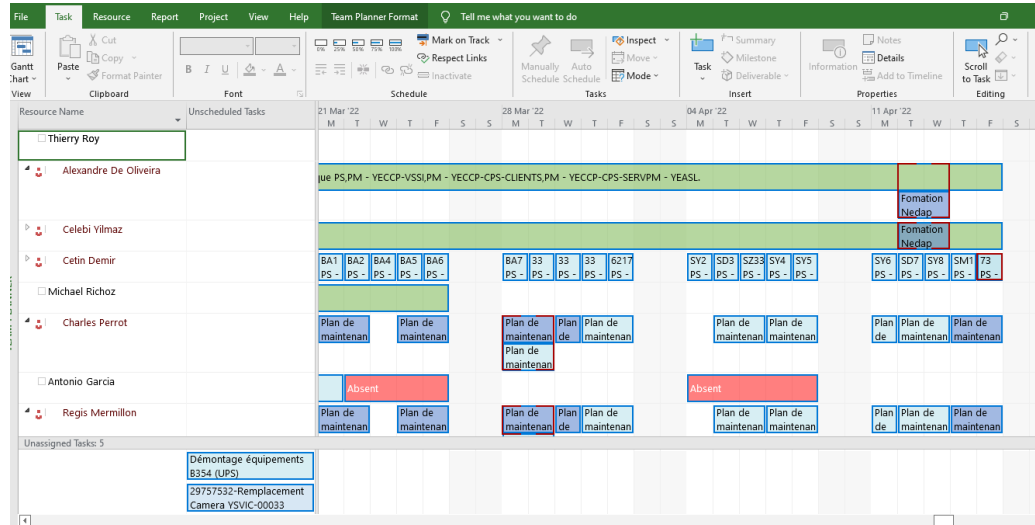 File Task Resource Report Project View Help Team Planner Format Tell me what you want to do
Cut
Copy
Format Painter
Gantt
Chart
Paste
View
Clipboard
B I U A
Font
0% 25% 50% 75% 100%
Mark on Track
Respect Links
Inactivate
Schedule
Manually
Schedule
Auto
Schedule
Inspect
Move
Mode
Tasks
Task
Summary
Milestone
Deliverable
Insert
Information
Notes
Details
Add to Timeline
Properties
Scroll
to Task
Editing
Resource Name Unscheduled Tasks 21 Mar '22 28 Mar '22 04 Apr '22 11 Apr '22
M T W T F S S M T W T F S S M T W T F S S M T W T F S
Thierry Roy
Alexandre De Oliveira
que PS,PM - YECCP-VSSI,PM - YECCP-CPS-CLIENTS,PM - YECCP-CPS-SERVPM - YEASL.
Fomation
Nedap
Celebi Yilmaz
Fomation
Nedap
Cetin Demir
BA1 BA2 BA4 BA5 BA6 BA7 33 33 33 6217 SY2 SD3 SZ33 SY4 SY5 SY6 SD7 SY8 SM1 73
PS - PS - PS - PS - PS - PS - PS - PS - PS - PS - PS - PS - PS - PS - PS - PS - PS - PS - PS - PS -
Michael Richoz
Charles Perrot
Plan de Plan de Plan de Plan Plan de Plan de Plan de Plan Plan de Plan de
maintenan maintenan maintenan de maintenan maintenan maintenan de maintenan maintenan
Plan de
maintenan
Antonio Garcia
Absent Absent
Regis Mermillon
Plan de Plan de Plan de Plan Plan de Plan de Plan de Plan Plan de Plan de
maintenan maintenan maintenan de maintenan maintenan maintenan de maintenan maintenan
Unassigned Tasks: 5
Démontage équipements
B354 (UPS)
29757532-Remplacement
Camera YSVIC-00033